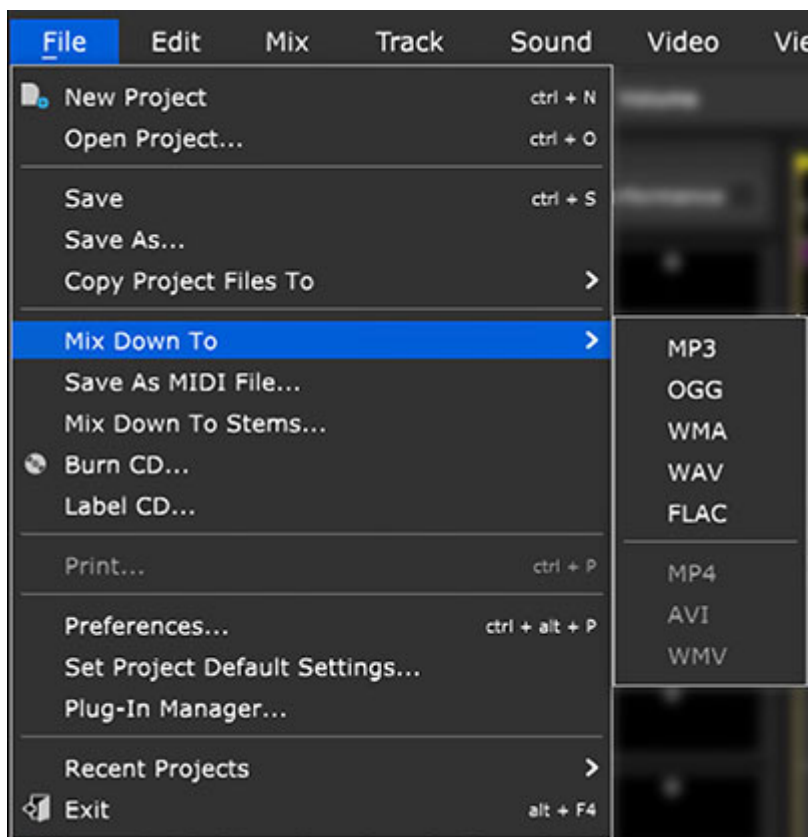 File Edit Mix Track Sound Video Vie
New Project ctrl + N
Open Project... ctrl + O
Save ctrl + S
Save As...
Copy Project Files To
Mix Down To
Save As MIDI File...
Mix Down To Stems...
Burn CD...
Label CD...
Print... ctrl + P
Preferences... ctrl + alt + P
Set Project Default Settings...
Plug-In Manager...
Recent Projects
Exit alt + F4
MP3
OGG
WMA
WAV
FLAC
MP4
AVI
WMV